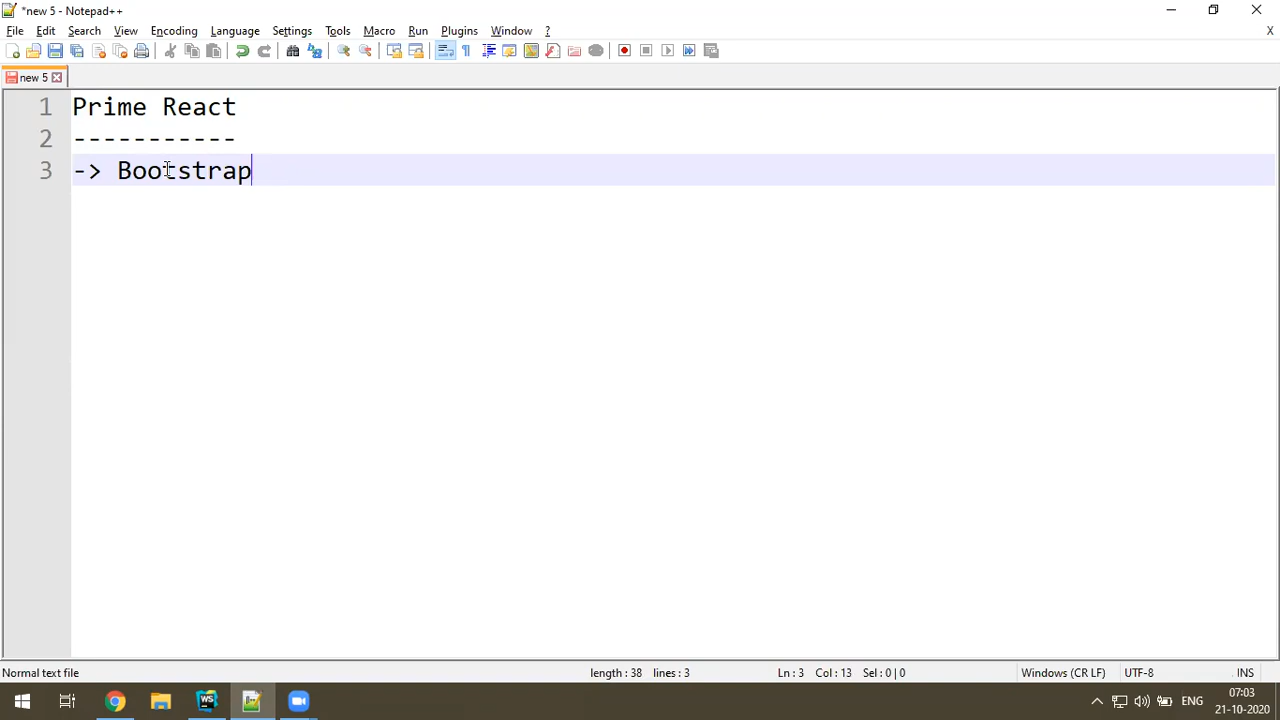 *new 5 - Notepad++
File Edit Search View Encoding Language Settings Tools Macro Run Plugins Window ? X
new 5
1 Prime React
2 -----------
3 -> Bootstrap
Normal text file length : 38 lines : 3 Ln : 3 Col : 13 Sel : 0 | 0 Windows (CR LF) UTF-8 INS
WS ENG 07:03
21-10-2020